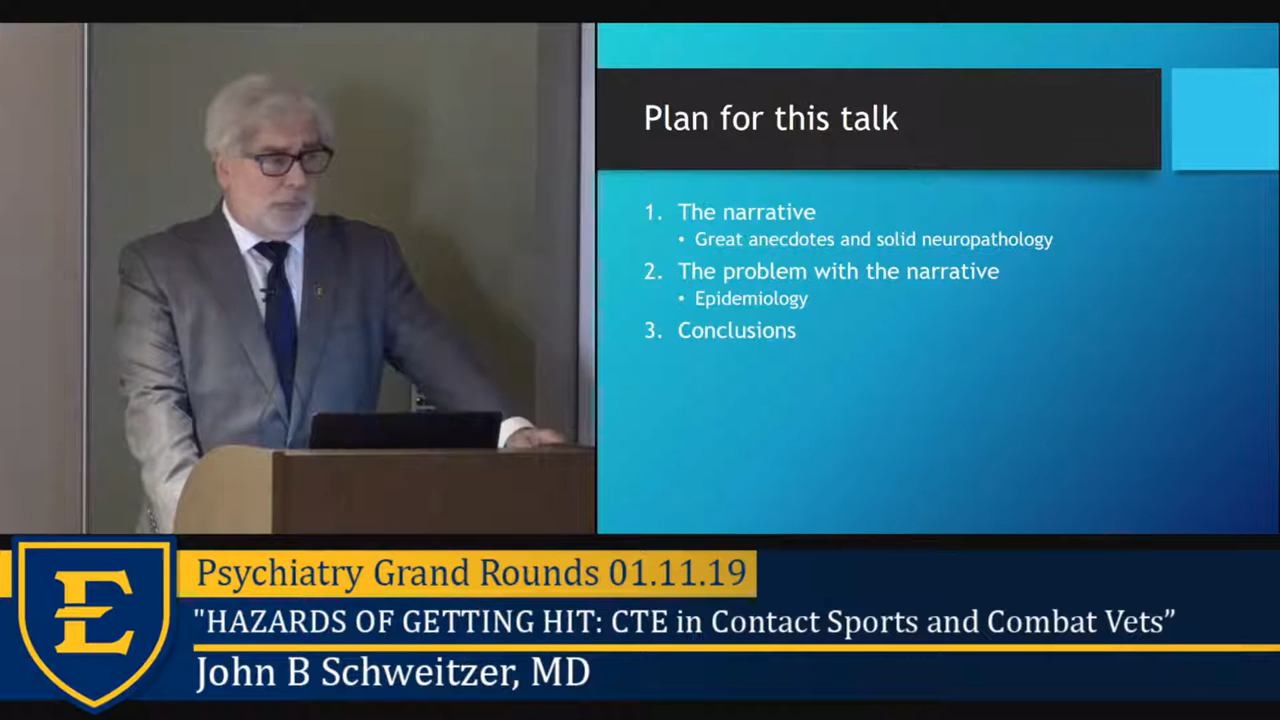 Plan for this talk
1. The narrative
• Great anecdotes and solid neuropathology
2. The problem with the narrative
• Epidemiology
3. Conclusions
E
Psychiatry Grand Rounds 01.11.19
"HAZARDS OF GETTING HIT: CTE in Contact Sports and Combat Vets”
John B Schweitzer, MD